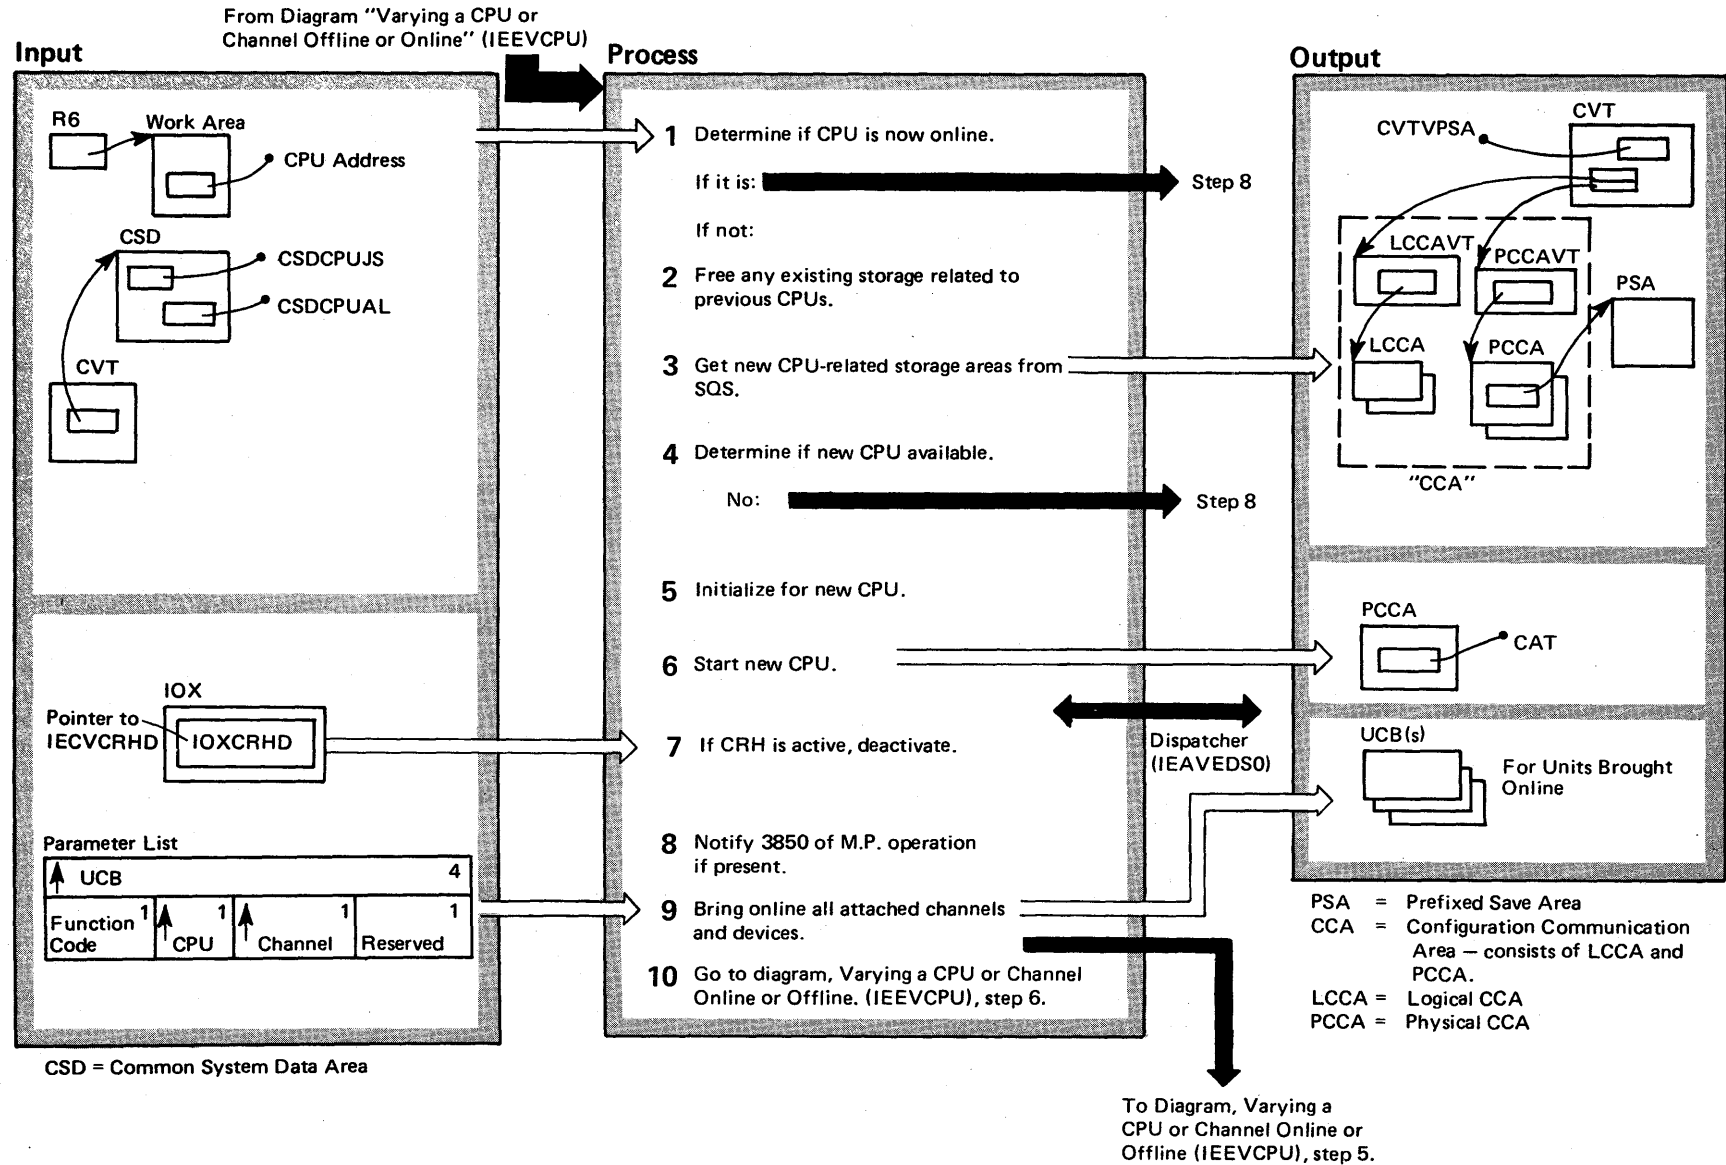 From Diagram "Varying a CPU or
Channel Offline or Online" (IEEVCPU)
Input
R6
Work Area
CPU Address
CSD
CSDCPUJS
CSDCPUAL
CVT
IOX
Pointer to
IECVCRHD
IOXCRHD
Parameter List
UCB 4
Function Code 1
CPU 1
Channel 1
Reserved 1
CSD = Common System Data Area
Process
1 Determine if CPU is now online.
If it is:
Step 8
If not:
2 Free any existing storage related to
previous CPUs.
3 Get new CPU-related storage areas from
SQS.
4 Determine if new CPU available.
No:
Step 8
5 Initialize for new CPU.
6 Start new CPU.
Dispatcher
(IEAVEDS0)
7 If CRH is active, deactivate.
8 Notify 3850 of M.P. operation
if present.
9 Bring online all attached channels
and devices.
10 Go to diagram, Varying a CPU or Channel
Online or Offline. (IEEVCPU), step 6.
To Diagram, Varying a
CPU or Channel Online or
Offline (IEEVCPU), step 5.
Output
CVT
CVTVPSA
LCCAVT
PCCAVT
PSA
LCCA
PCCA
"CCA"
PCCA
CAT
UCB(s)
For Units Brought
Online
PSA = Prefixed Save Area
CCA = Configuration Communication
Area — consists of LCCA and
PCCA.
LCCA = Logical CCA
PCCA = Physical CCA